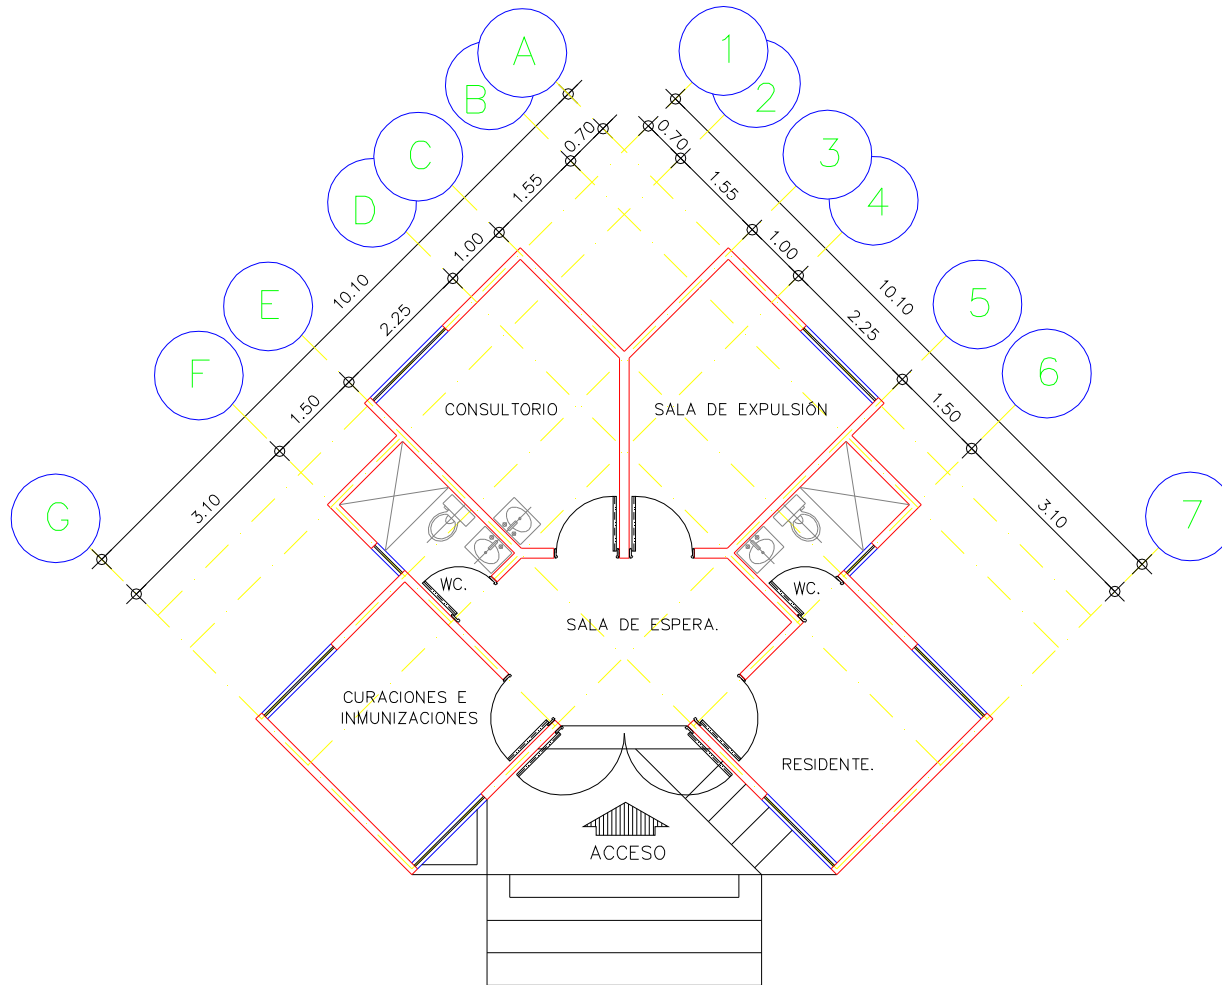 A
1
B
2
C
3
D
4
E
5
F
6
G
7
0.70
1.55
1.00
2.25
1.50
3.10
10.10
0.70
1.55
1.00
2.25
1.50
3.10
10.10
CONSULTORIO
SALA DE EXPULSIÓN
WC.
WC.
SALA DE ESPERA.
CURACIONES E
INMUNIZACIONES
RESIDENTE.
ACCESO